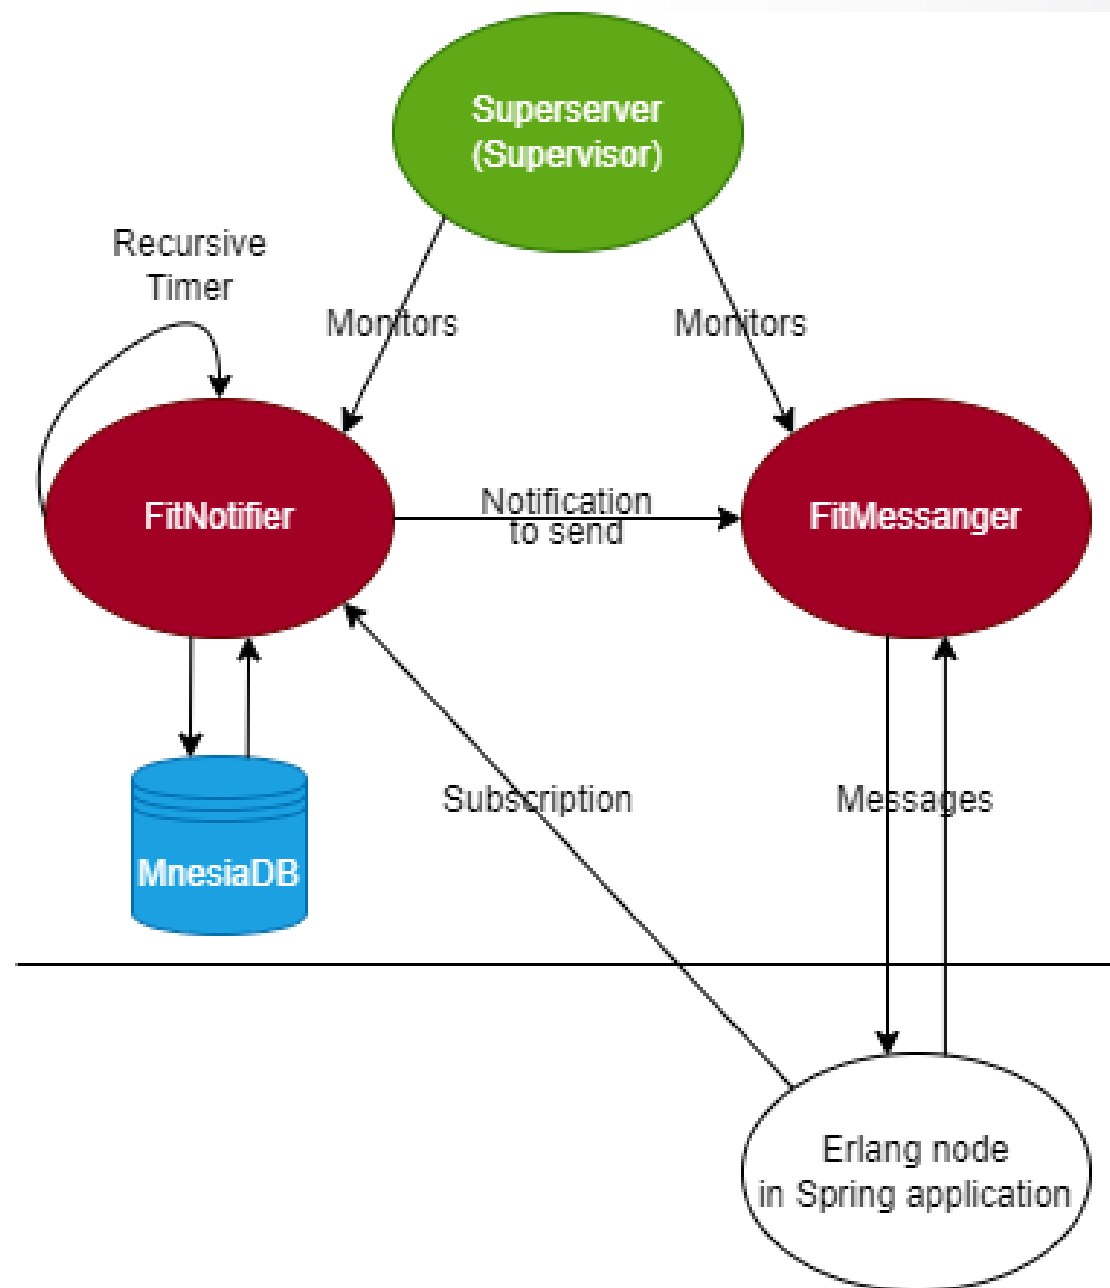 Superserver
(Supervisor)
Recursive
Timer
Monitors
Monitors
FitNotifier
Notification
to send
FitMessanger
Subscription
Messages
MnesiaDB
Erlang node
in Spring application